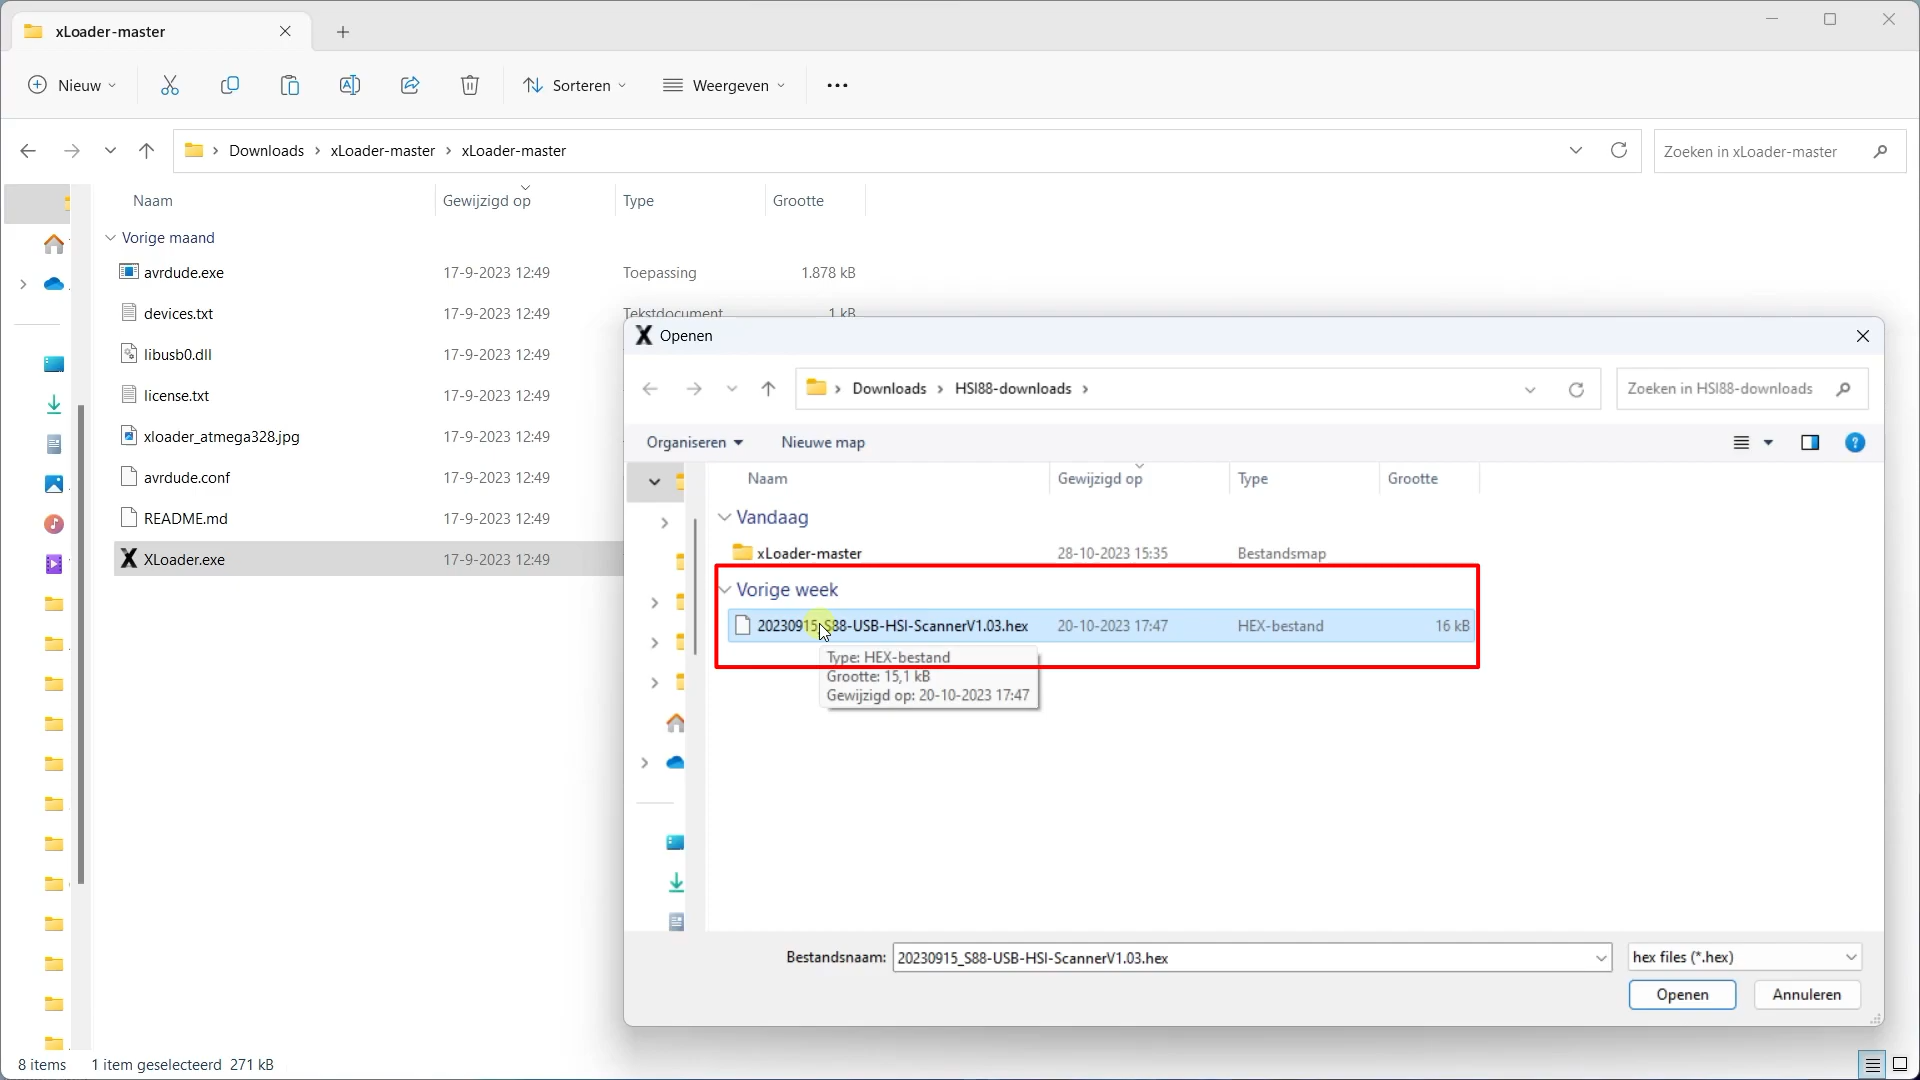 xLoader-master
Nieuw
Sorteren
Weergeven
Downloads > xLoader-master > xLoader-master
Zoeken in xLoader-master
Naam Gewijzigd op Type Grootte
Vorige maand
avrdude.exe 17-9-2023 12:49 Toepassing 1.878 kB
devices.txt 17-9-2023 12:49 Tekstdocument 1 kB
libusb0.dll 17-9-2023 12:49
license.txt 17-9-2023 12:49
xloader_atmega328.jpg 17-9-2023 12:49
avrdude.conf 17-9-2023 12:49
README.md 17-9-2023 12:49
XLoader.exe 17-9-2023 12:49
8 items 1 item geselecteerd 271 kB
Openen
Downloads > HSI88-downloads >
Zoeken in HSI88-downloads
Organiseren Nieuwe map
Naam Gewijzigd op Type Grootte
Vandaag
xLoader-master 28-10-2023 15:35 Bestandsmap
Vorige week
20230915_S88-USB-HSI-ScannerV1.03.hex 20-10-2023 17:47 HEX-bestand 16 kB
Type: HEX-bestand
Grootte: 15,1 kB
Gewijzigd op: 20-10-2023 17:47
Bestandsnaam: 20230915_S88-USB-HSI-ScannerV1.03.hex hex files (*.hex)
Openen Annuleren